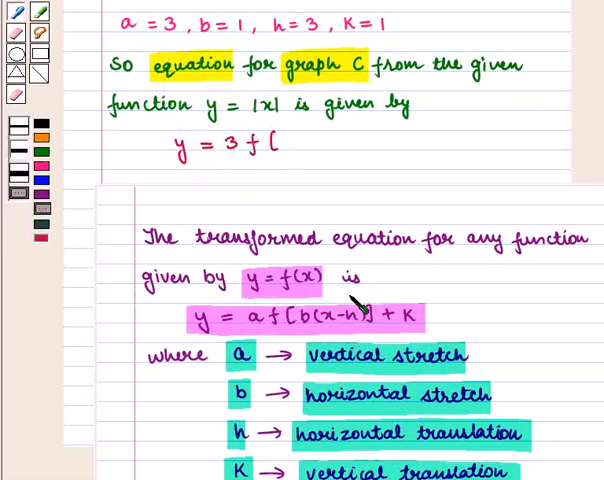 a = 3, b = 1, h = 3, K = 1
So equation for graph C from the given
function y = |x| is given by
y = 3 f [
The transformed equation for any function
given by y = f(x) is
y = a f [b(x-h)] + K
where a → vertical stretch
b → horizontal stretch
h → horizontal translation
K → vertical translation